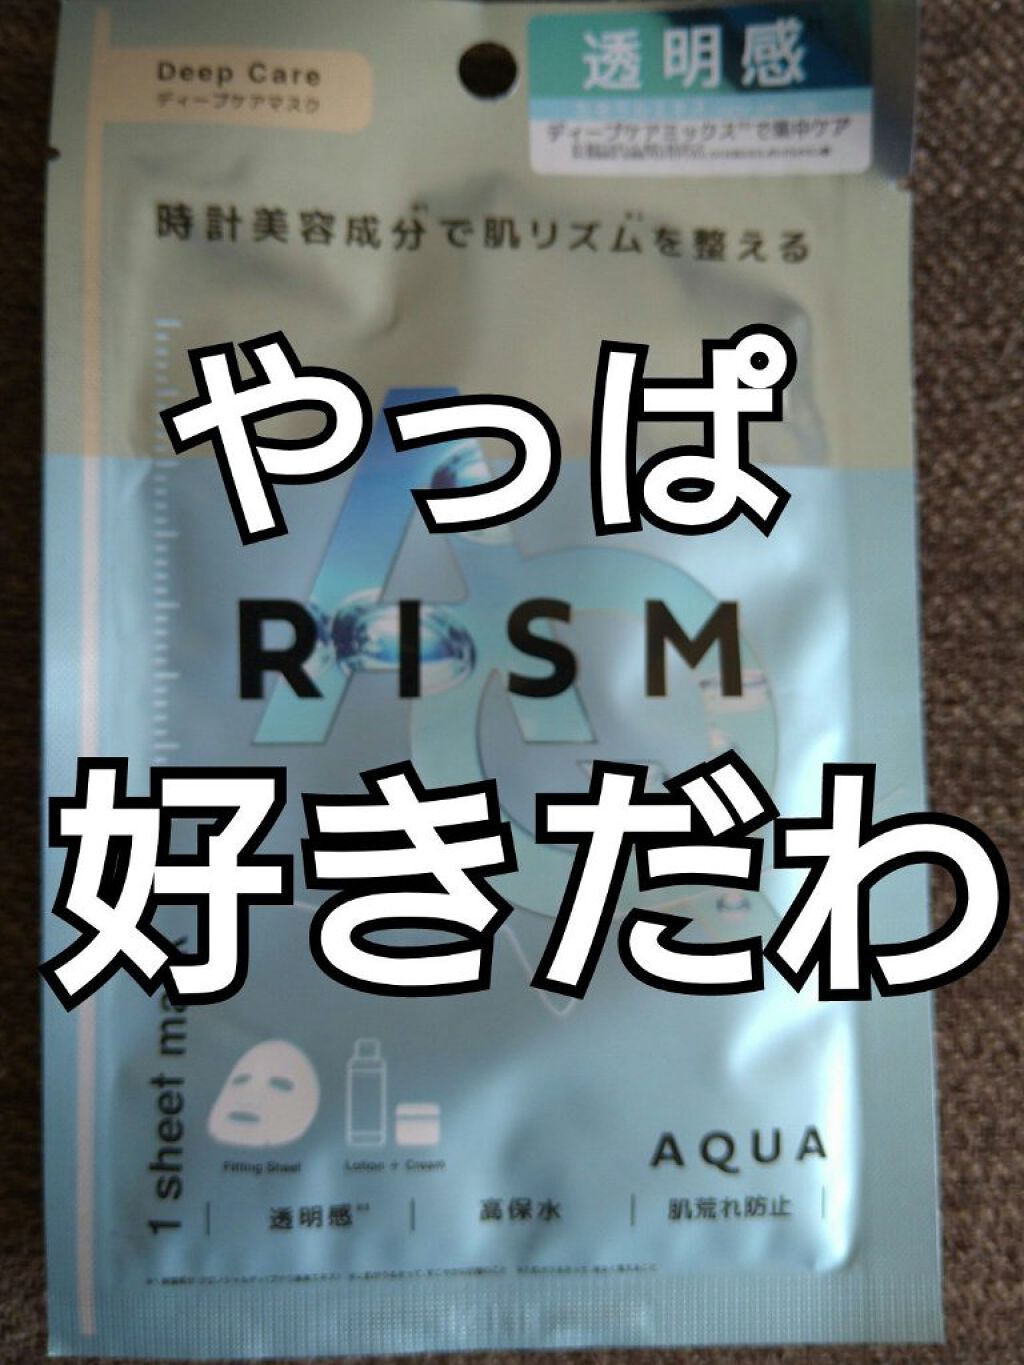 Deep Care
ディープケアマスク
透明感
ディープケアミックス※1で集中ケア
時計美容成分で肌リズムを整える
やっぱ
RISM
好きだわ
1 sheet mask
Fitting Sheet
Lotion + Cream
AQUA
透明感
高保水
肌荒れ防止